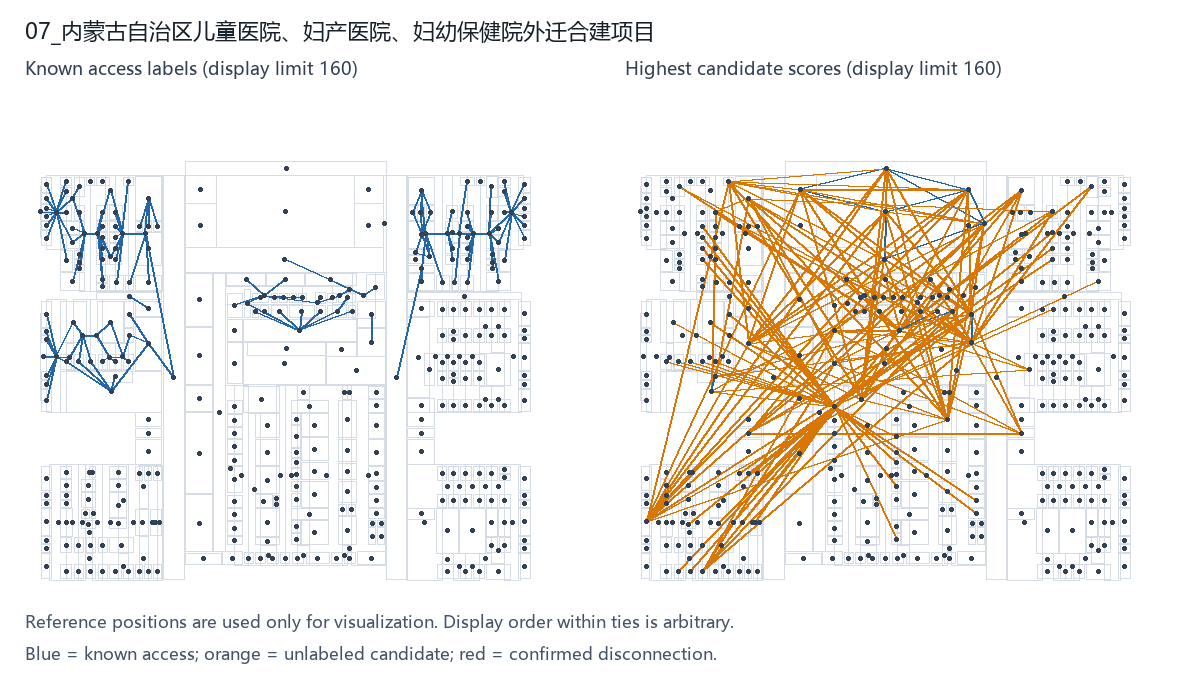 07_内蒙古自治区儿童医院、妇产医院、妇幼保健院外迁合建项目
Known access labels (display limit 160)
Highest candidate scores (display limit 160)
Reference positions are used only for visualization. Display order within ties is arbitrary.
Blue = known access; orange = unlabeled candidate; red = confirmed disconnection.